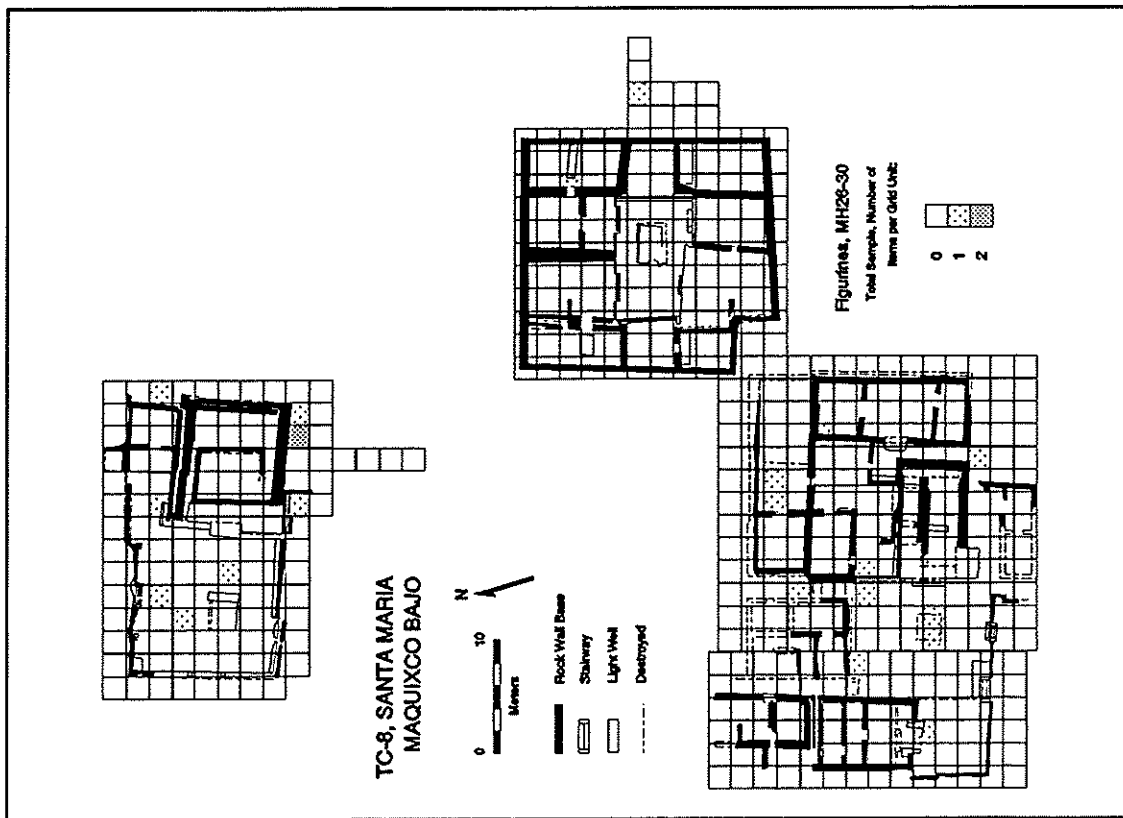 TC-8, SANTA MARIA
MAQUIXCO BAJO
N
0 10
Meters
Rock Wall Base
Stairway
Light Well
Destroyed
Figurines, MH26-30
Total Sample, Number of
Items per Grid Unit:
0
1
2